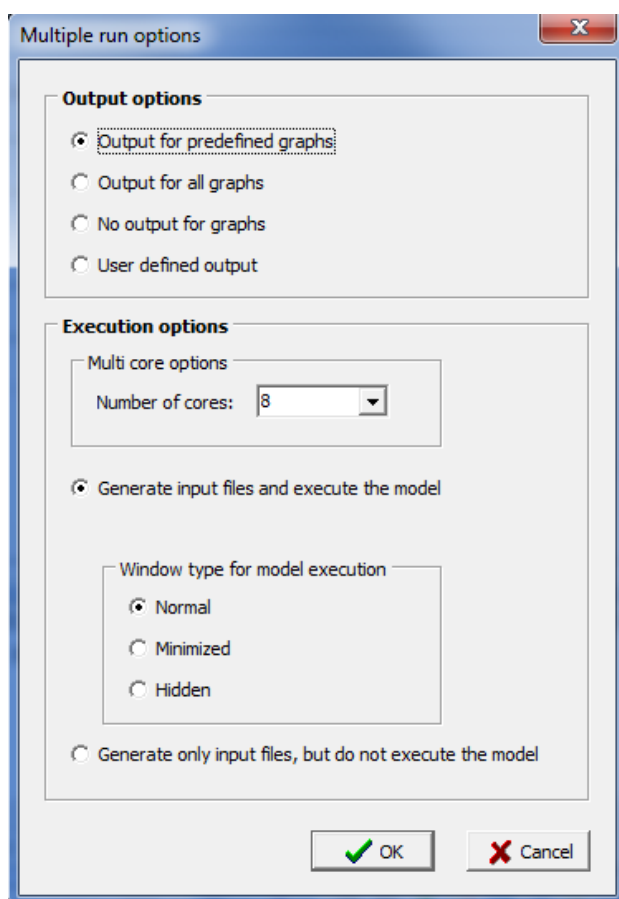 Multiple run options
Output options
Output for predefined graphs
Output for all graphs
No output for graphs
User defined output
Execution options
Multi core options
Number of cores: 8
Generate input files and execute the model
Window type for model execution
Normal
Minimized
Hidden
Generate only input files, but do not execute the model
OK Cancel